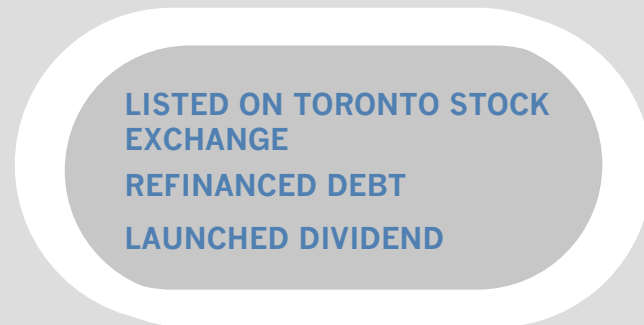 LISTED ON TORONTO STOCK
EXCHANGE
REFINANCED DEBT
LAUNCHED DIVIDEND